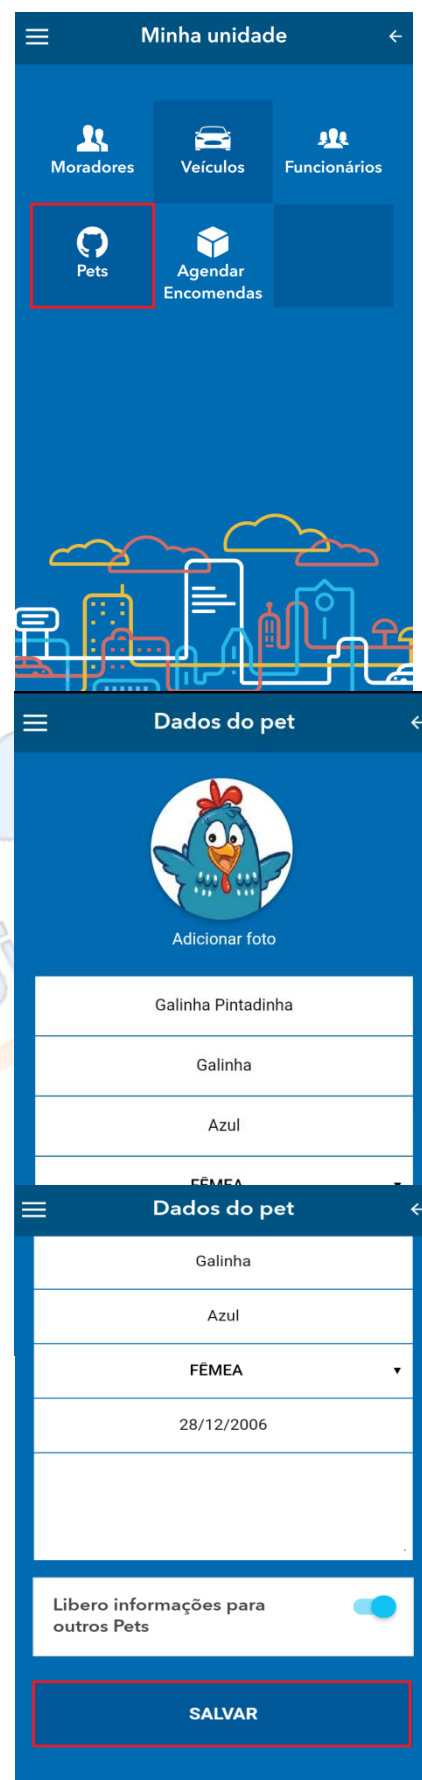 Minha unidade
Moradores
Veículos
Funcionários
Pets
Agendar
Encomendas
Dados do pet
Adicionar foto
Galinha Pintadinha
Galinha
Azul
FÊMEA
Dados do pet
Galinha
Azul
FÊMEA
28/12/2006
Libero informações para
outros Pets
SALVAR